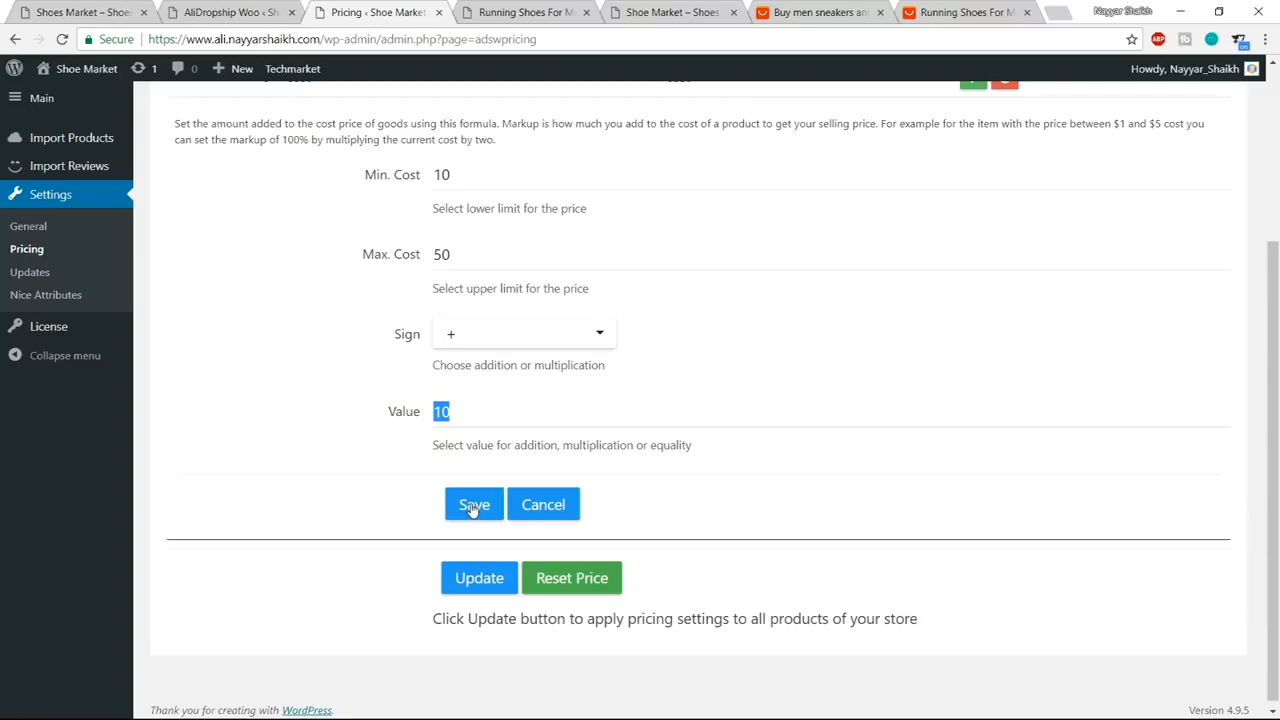 Shoes Market – Shoes
AliDropship Woo ‹ Sh
Pricing ‹ Shoe Market
Running Shoes For M
Shoe Market – Shoes
Buy men sneakers an
Running Shoes For M
Nayyar Shaikh
Secure
https://www.ali.nayyarshaikh.com/wp-admin/admin.php?page=adswpricing
ABP
Shoe Market
1
0
New
Techmarket
Howdy, Nayyar_Shaikh
Main
Import Products
Import Reviews
Settings
General
Pricing
Updates
Nice Attributes
License
Collapse menu
Set the amount added to the cost price of goods using this formula. Markup is how much you add to the cost of a product to get your selling price. For example for the item with the price between $1 and $5 cost you
can set the markup of 100% by multiplying the current cost by two.
Min. Cost 10
Select lower limit for the price
Max. Cost 50
Select upper limit for the price
Sign +
Choose addition or multiplication
Value 10
Select value for addition, multiplication or equality
Save Cancel
Update Reset Price
Click Update button to apply pricing settings to all products of your store
Thank you for creating with WordPress.
Version 4.9.5